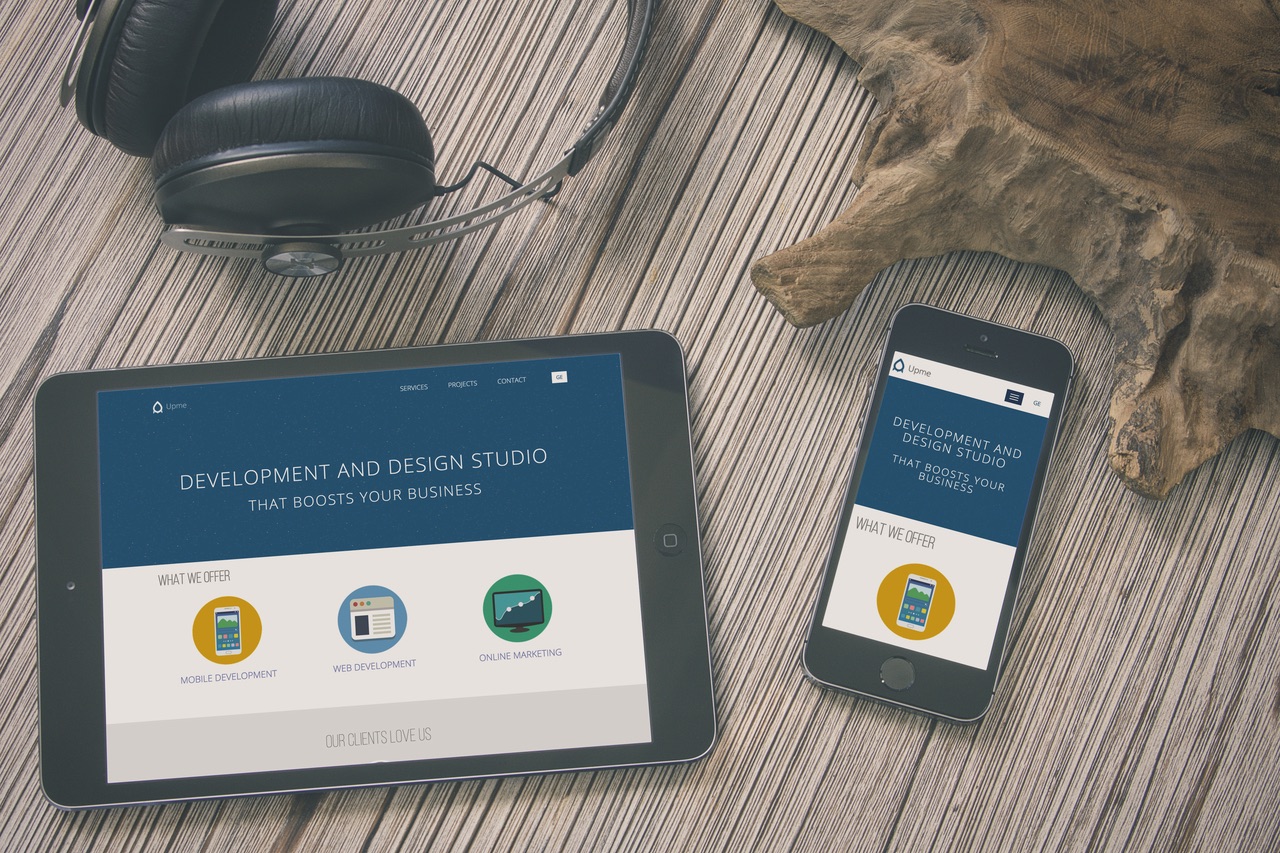 SERVICES PROJECTS CONTACT GE
Upme
DEVELOPMENT AND DESIGN STUDIO
THAT BOOSTS YOUR BUSINESS
WHAT WE OFFER
MOBILE DEVELOPMENT WEB DEVELOPMENT ONLINE MARKETING
OUR CLIENTS LOVE US
Upme
GE
DEVELOPMENT AND
DESIGN STUDIO
THAT BOOSTS YOUR
BUSINESS
WHAT WE OFFER